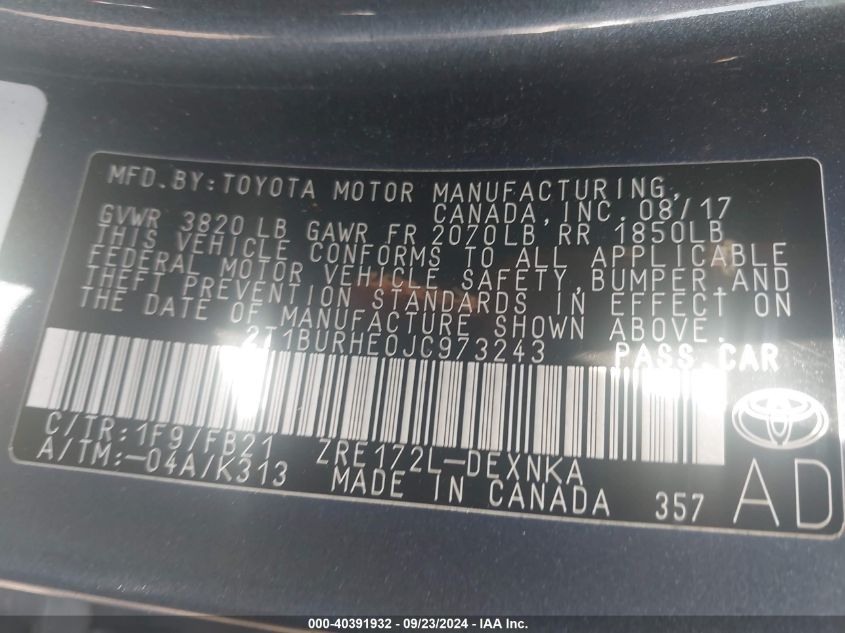 MFD.BY:TOYOTA MOTOR MANUFACTURING,
CANADA,INC. 08/17
GVWR 3820 LB GAWR FR 2070LB RR 1850LB
THIS VEHICLE CONFORMS TO ALL APPLICABLE
FEDERAL MOTOR VEHICLE SAFETY,BUMPER,AND
THEFT PREVENTION STANDARDS IN EFFECT ON
THE DATE OF MANUFACTURE SHOWN ABOVE.
2T1BURHE0JC973243 PASS.CAR
C/TR:1F9/FB21 ZRE172L-DEXNKA
A/TM:-04A/K313 MADE IN CANADA 357 AD
000-40391932 / 09/23/2024 - IAA Inc.